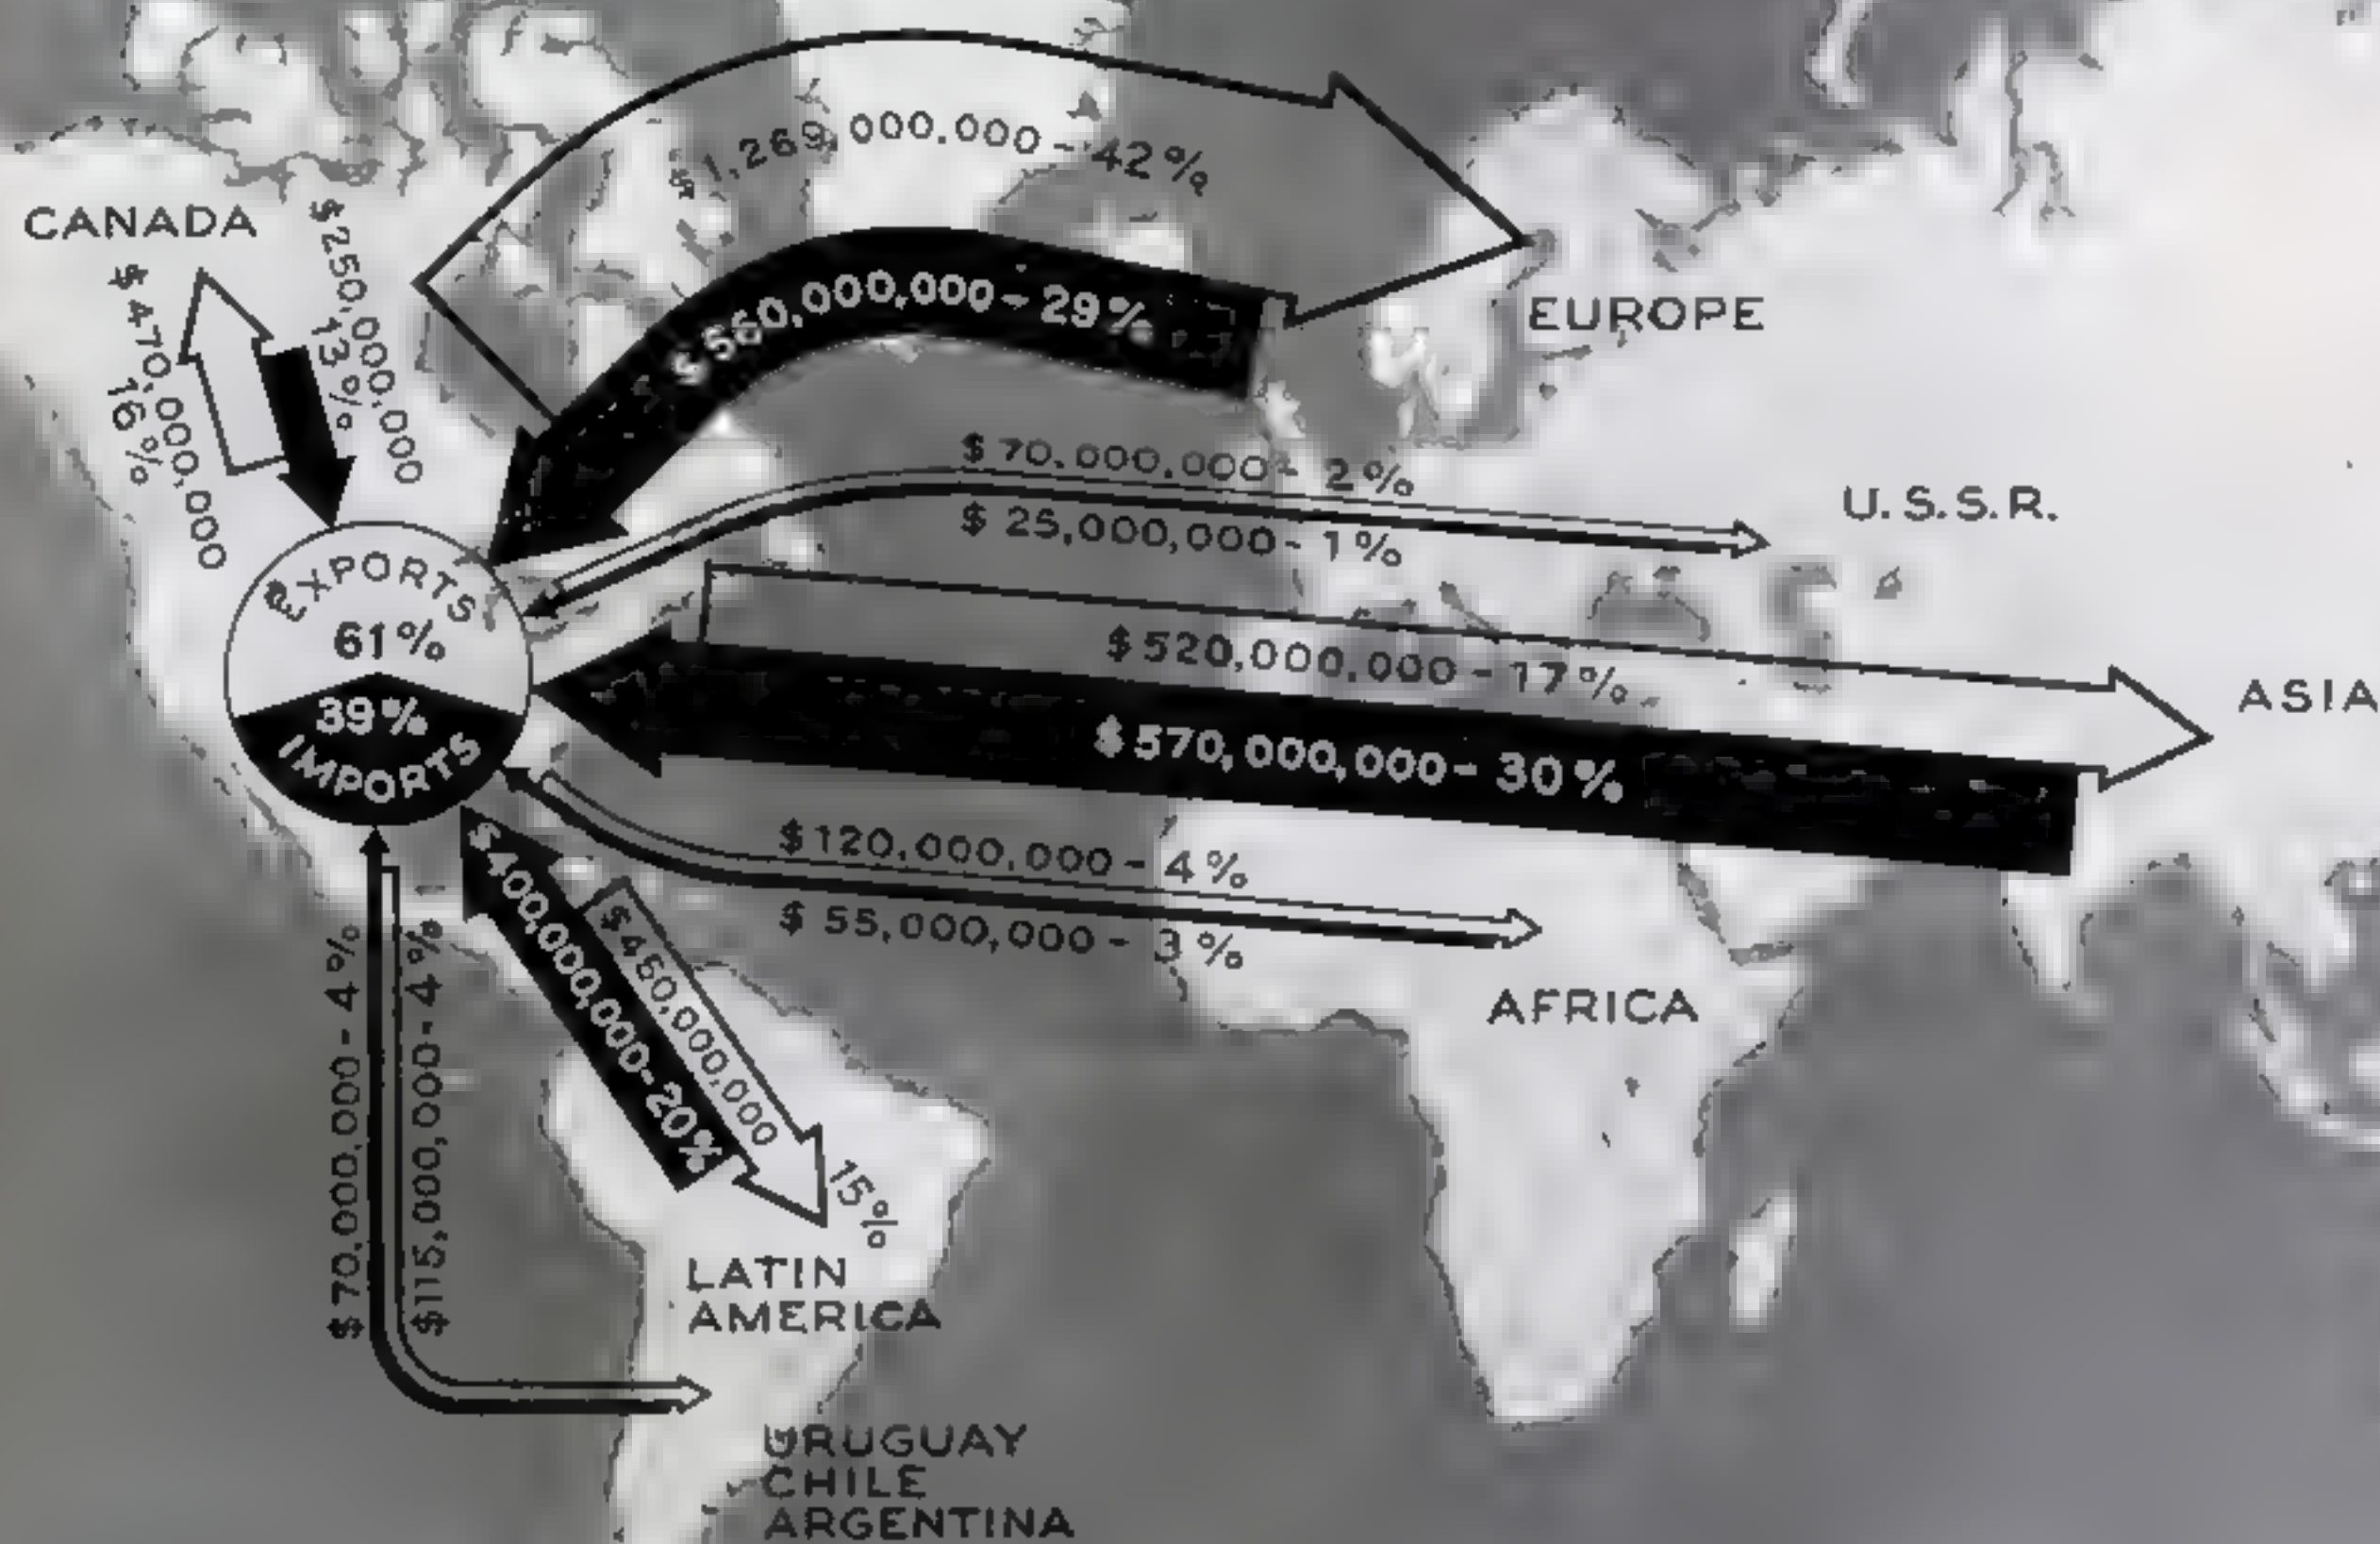 $1,269,000,000 - 42%
CANADA
$250,000,000
13%
$470,000,000
16%
$560,000,000 - 29%
EUROPE
$70,000,000 - 2%
$25,000,000 - 1%
U.S.S.R.
EXPORTS
61%
39%
IMPORTS
$520,000,000 - 17%
ASIA
$570,000,000 - 30%
$120,000,000 - 4%
$55,000,000 - 3%
AFRICA
$400,000,000 - 20%
$450,000,000
15%
$70,000,000 - 4%
$115,000,000 - 4%
LATIN
AMERICA
URUGUAY
CHILE
ARGENTINA